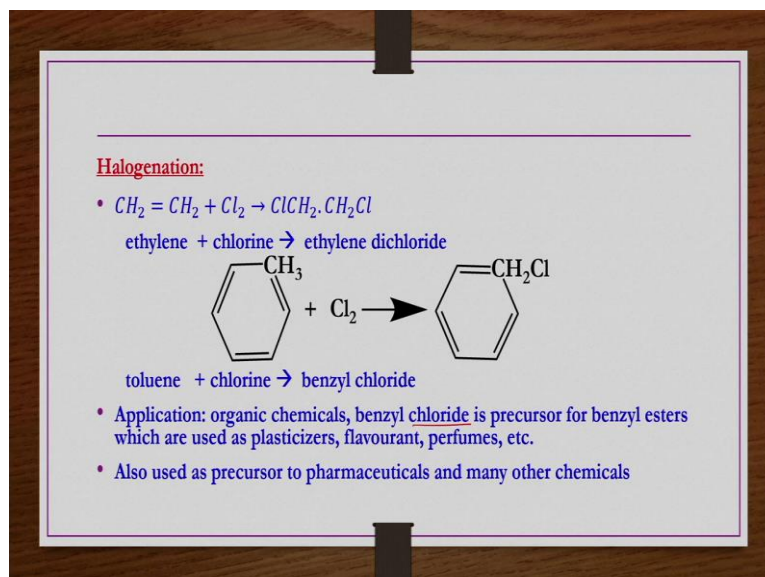 Halogenation:
• CH₂ = CH₂ + Cl₂ → ClCH₂.CH₂Cl
ethylene + chlorine → ethylene dichloride
CH₃ + Cl₂ → CH₂Cl
toluene + chlorine → benzyl chloride
• Application: organic chemicals, benzyl chloride is precursor for benzyl esters
which are used as plasticizers, flavourant, perfumes, etc.
• Also used as precursor to pharmaceuticals and many other chemicals